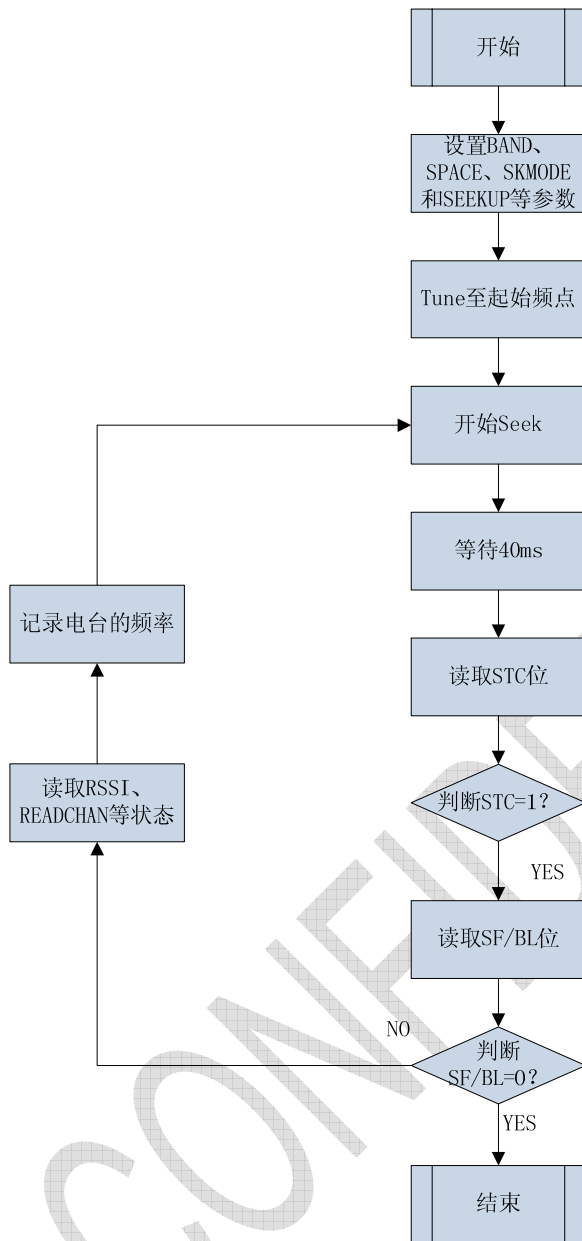 开始
设置BAND、
SPACE、SKMODE
和SEEKUP等参数
Tune至起始频点
开始Seek
等待40ms
记录电台的频率
读取STC位
读取RSSI、
READCHAN等状态
判断STC=1?
YES
读取SF/BL位
NO
判断
SF/BL=0?
YES
结束
CONFIDE